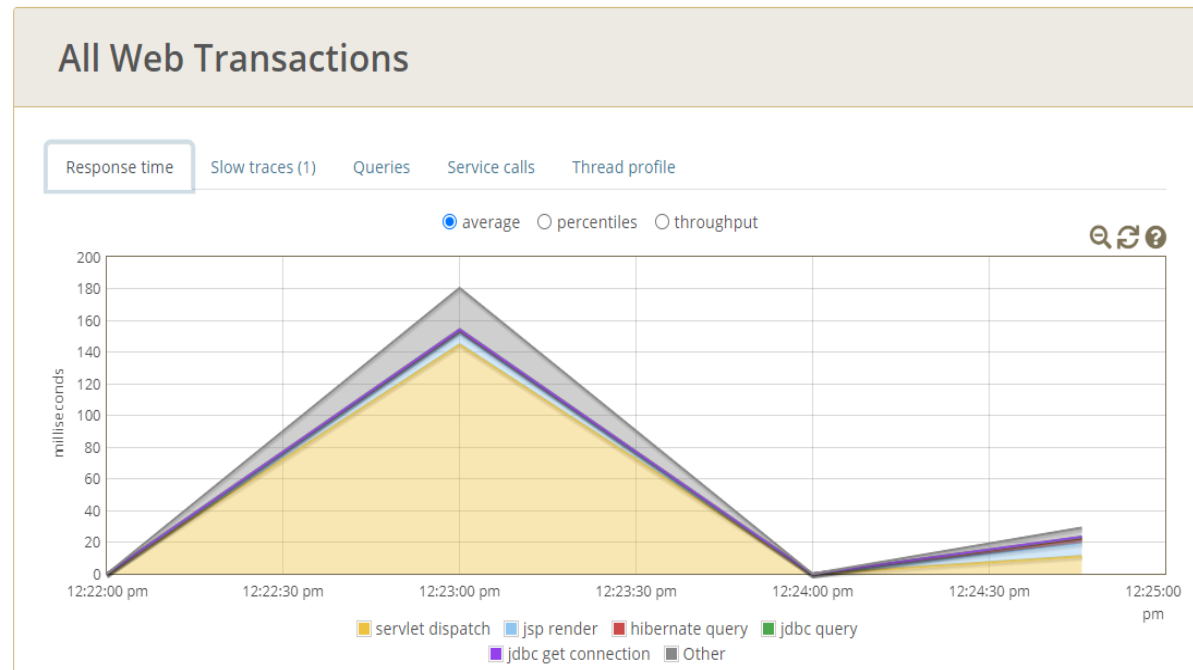 All Web Transactions
Response time Slow traces (1) Queries Service calls Thread profile
average percentiles throughput
200
180
160
140
120
100
80
60
40
20
0
milliseconds
12:22:00 pm 12:22:30 pm 12:23:00 pm 12:23:30 pm 12:24:00 pm 12:24:30 pm 12:25:00
pm
servlet dispatch jsp render hibernate query jdbc query
jdbc get connection Other